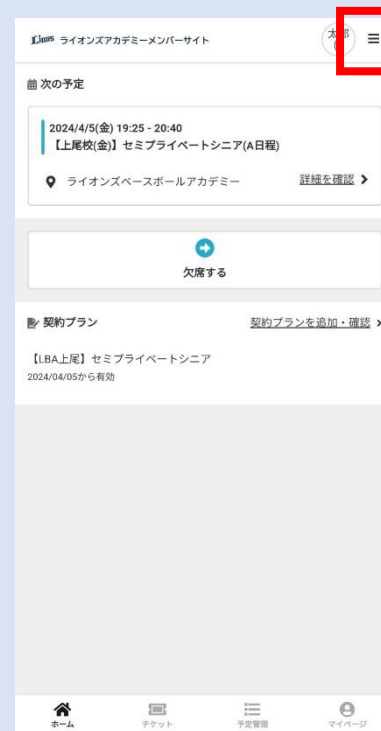 Lions ライオンズアカデミーメンバーサイト
太郎
次の予定
2024/4/5(金) 19:25 - 20:40
【上尾校(金)】セミプライベートシニア(A日程)
ライオンズベースボールアカデミー 詳細を確認
欠席する
契約プラン 契約プランを追加・確認
【LBA上尾】セミプライベートシニア
2024/04/05から有効
ホーム チケット 予定管理 マイページ